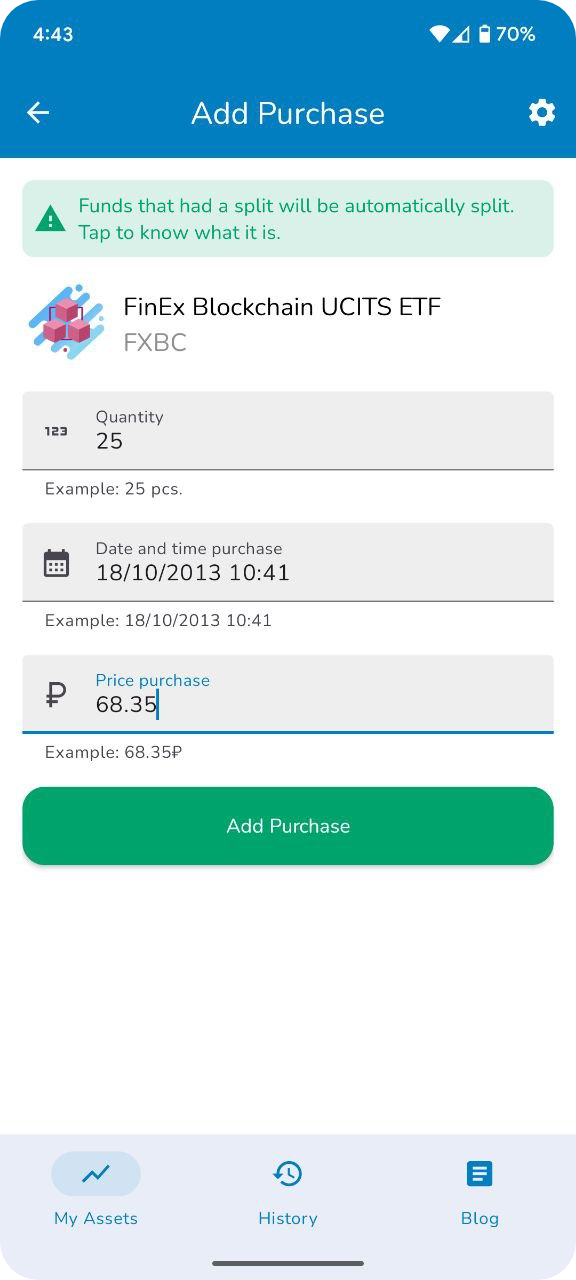 4:43
70%
Add Purchase
Funds that had a split will be automatically split.
Tap to know what it is.
FinEx Blockchain UCITS ETF
FXBC
123
Quantity
25
Example: 25 pcs.
Date and time purchase
18/10/2013 10:41
Example: 18/10/2013 10:41
₽
Price purchase
68.35
Example: 68.35₽
Add Purchase
My Assets
History
Blog